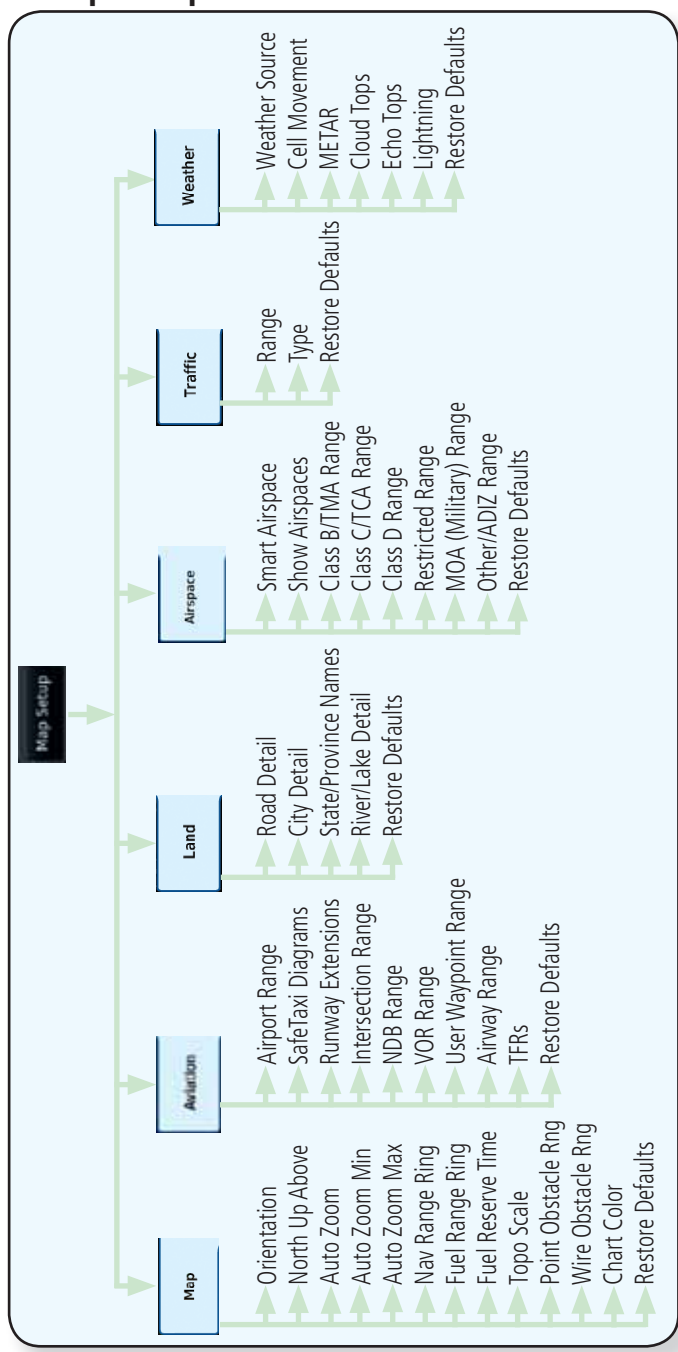 Map Setup
Map
Orientation
North Up Above
Auto Zoom
Auto Zoom Min
Auto Zoom Max
Nav Range Ring
Fuel Range Ring
Fuel Reserve Time
Topo Scale
Point Obstacle Rng
Wire Obstacle Rng
Chart Color
Restore Defaults
Aviation
Airport Range
SafeTaxi Diagrams
Runway Extensions
Intersection Range
NDB Range
VOR Range
User Waypoint Range
Airway Range
TFRs
Restore Defaults
Land
Road Detail
City Detail
State/Province Names
River/Lake Detail
Restore Defaults
Airspace
Smart Airspace
Show Airspaces
Class B/TMA Range
Class C/TCA Range
Class D Range
Restricted Range
MOA (Military) Range
Other/ADIZ Range
Restore Defaults
Traffic
Range
Type
Restore Defaults
Weather
Weather Source
Cell Movement
METAR
Cloud Tops
Echo Tops
Lightning
Restore Defaults